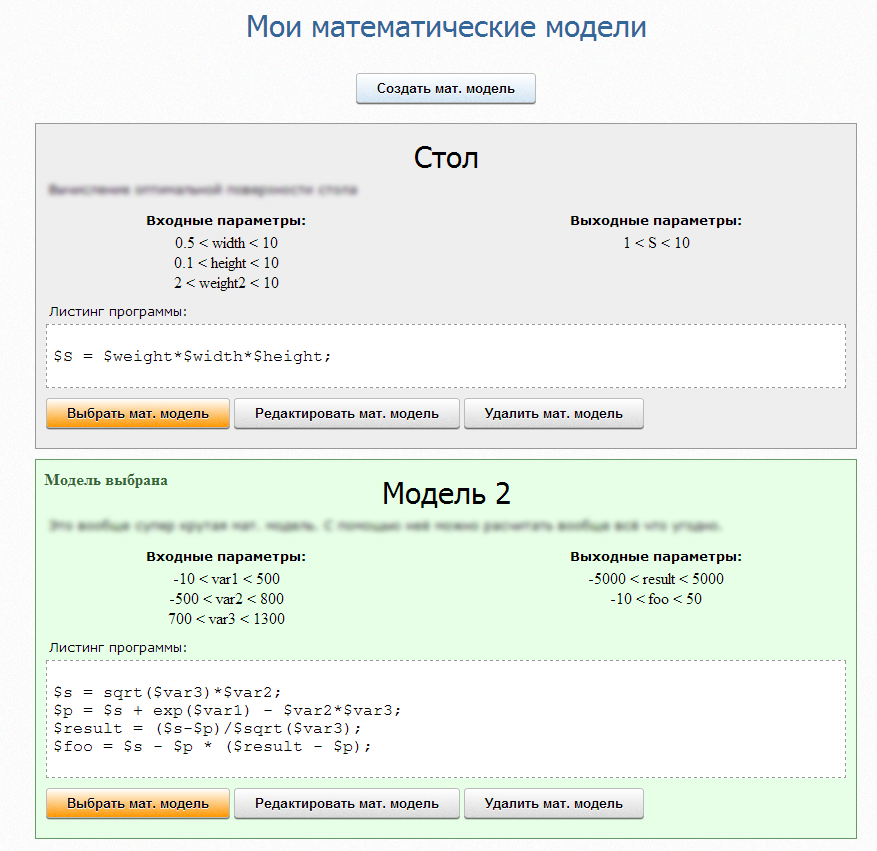 Мои математические модели
Создать мат. модель
Стол
Вычисление оптимальной поверхности стола
Входные параметры:
Выходные параметры:
0.5 < width < 10
1 < S < 10
0.1 < height < 10
2 < weight2 < 10
Листинг программы:
$S = $weight*$width*$height;
Выбрать мат. модель Редактировать мат. модель Удалить мат. модель
Модель выбрана
Модель 2
Это вообще супер крутая мат. модель. С помощью неё можно расчитать вообще всё что угодно.
Входные параметры:
Выходные параметры:
-10 < var1 < 500
-5000 < result < 5000
-500 < var2 < 800
-10 < foo < 50
700 < var3 < 1300
Листинг программы:
$s = sqrt($var3)*$var2;
$p = $s + exp($var1) - $var2*$var3;
$result = ($s-$p)/$sqrt($var3);
$foo = $s - $p * ($result - $p);
Выбрать мат. модель Редактировать мат. модель Удалить мат. модель